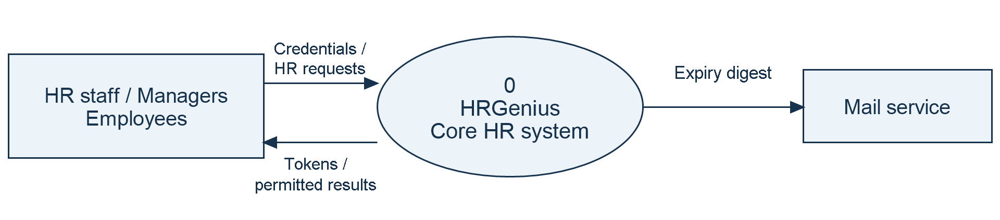 HR staff / Managers
Employees
Credentials /
HR requests
Tokens /
permitted results
0
HRGenius
Core HR system
Expiry digest
Mail service